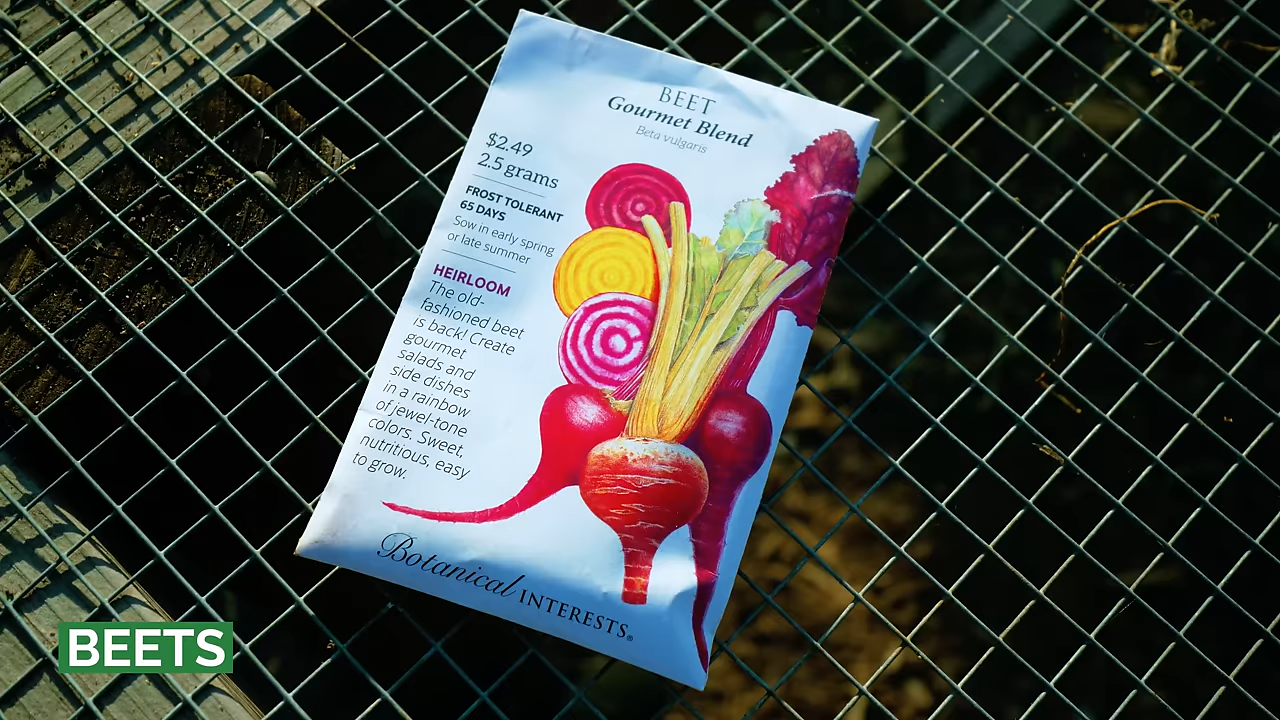 BEET
Gourmet Blend
Beta vulgaris
$2.49
2.5 grams
FROST TOLERANT
65 DAYS
Sow in early spring
or late summer
HEIRLOOM
The old-
fashioned beet
is back! Create
gourmet
salads and
side dishes
in a rainbow
of jewel-tone
colors. Sweet,
nutritious, easy
to grow.
Botanical INTERESTS®
BEETS